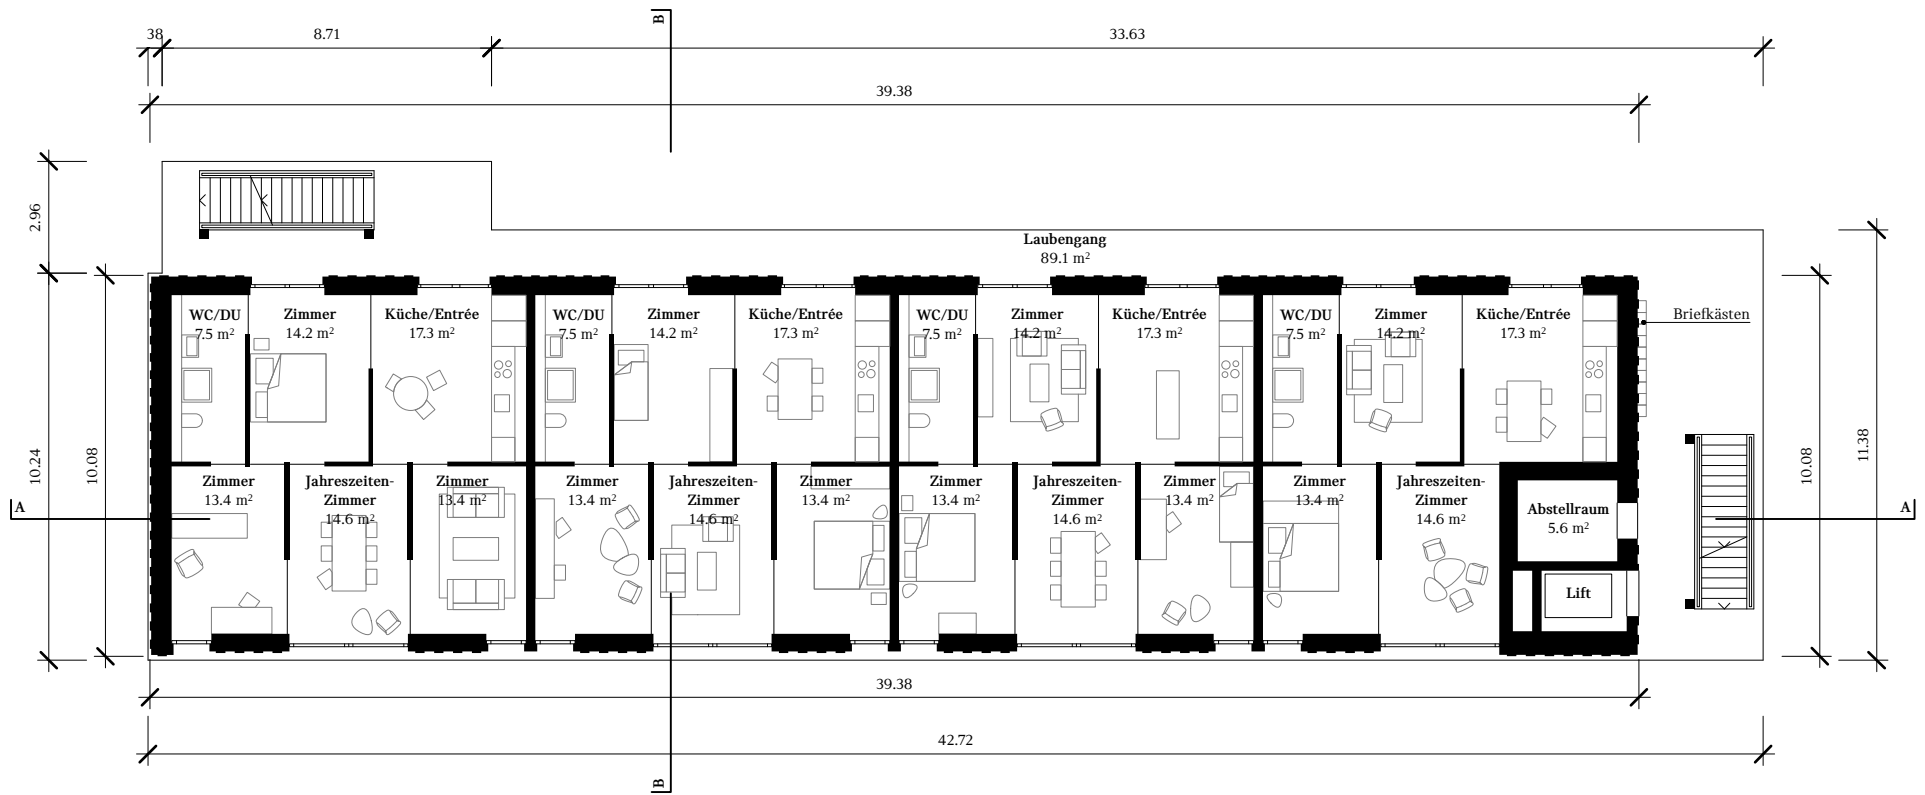 B
38
8.71
33.63
39.38
2.96
10.24
10.08
Laubengang
89.1 m²
WC/DU
7.5 m²
Zimmer
14.2 m²
Küche/Entrée
17.3 m²
WC/DU
7.5 m²
Zimmer
14.2 m²
Küche/Entrée
17.3 m²
WC/DU
7.5 m²
Zimmer
14.2 m²
Küche/Entrée
17.3 m²
WC/DU
7.5 m²
Zimmer
14.2 m²
Küche/Entrée
17.3 m²
Briefkästen
10.08
11.38
A
Zimmer
13.4 m²
Jahreszeiten-
Zimmer
14.6 m²
Zimmer
13.4 m²
Zimmer
13.4 m²
Jahreszeiten-
Zimmer
14.6 m²
Zimmer
13.4 m²
Zimmer
13.4 m²
Jahreszeiten-
Zimmer
14.6 m²
Zimmer
13.4 m²
Zimmer
13.4 m²
Jahreszeiten-
Zimmer
14.6 m²
Abstellraum
5.6 m²
Lift
A
39.38
42.72
B